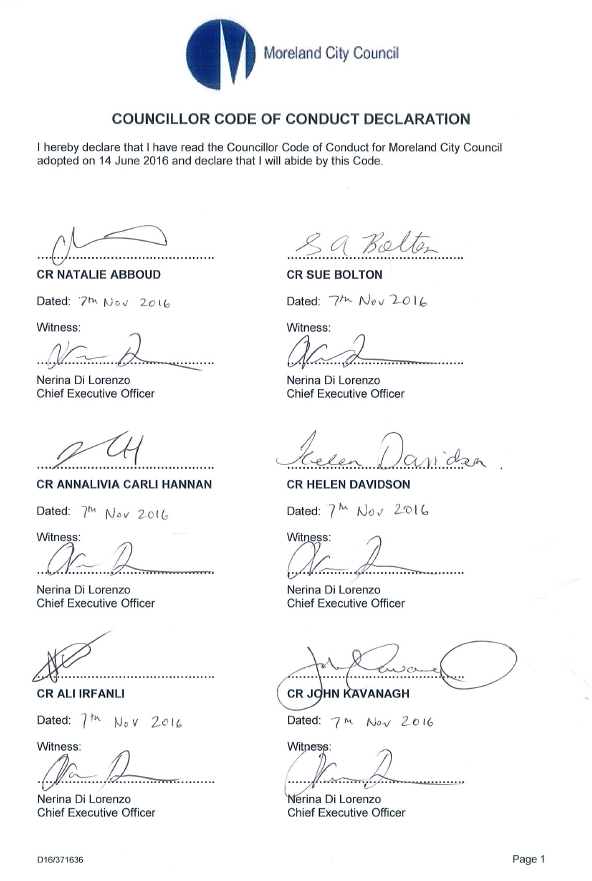 Moreland City Council
COUNCILLOR CODE OF CONDUCT DECLARATION
I hereby declare that I have read the Councillor Code of Conduct for Moreland City Council
adopted on 14 June 2016 and declare that I will abide by this Code.
CR NATALIE ABBOUD
Dated: 7th Nov 2016
Witness:
Nerina Di Lorenzo
Chief Executive Officer
S A Bolton
CR SUE BOLTON
Dated: 7th Nov 2016
Witness:
Nerina Di Lorenzo
Chief Executive Officer
CR ANNALIVIA CARLI HANNAN
Dated: 7th Nov 2016
Witness:
Nerina Di Lorenzo
Chief Executive Officer
Helen Davidson
CR HELEN DAVIDSON
Dated: 7th Nov 2016
Witness:
Nerina Di Lorenzo
Chief Executive Officer
CR ALI IRFANLI
Dated: 7th Nov 2016
Witness:
Nerina Di Lorenzo
Chief Executive Officer
CR JOHN KAVANAGH
Dated: 7th Nov 2016
Witness:
Nerina Di Lorenzo
Chief Executive Officer
D16/371636
Page 1